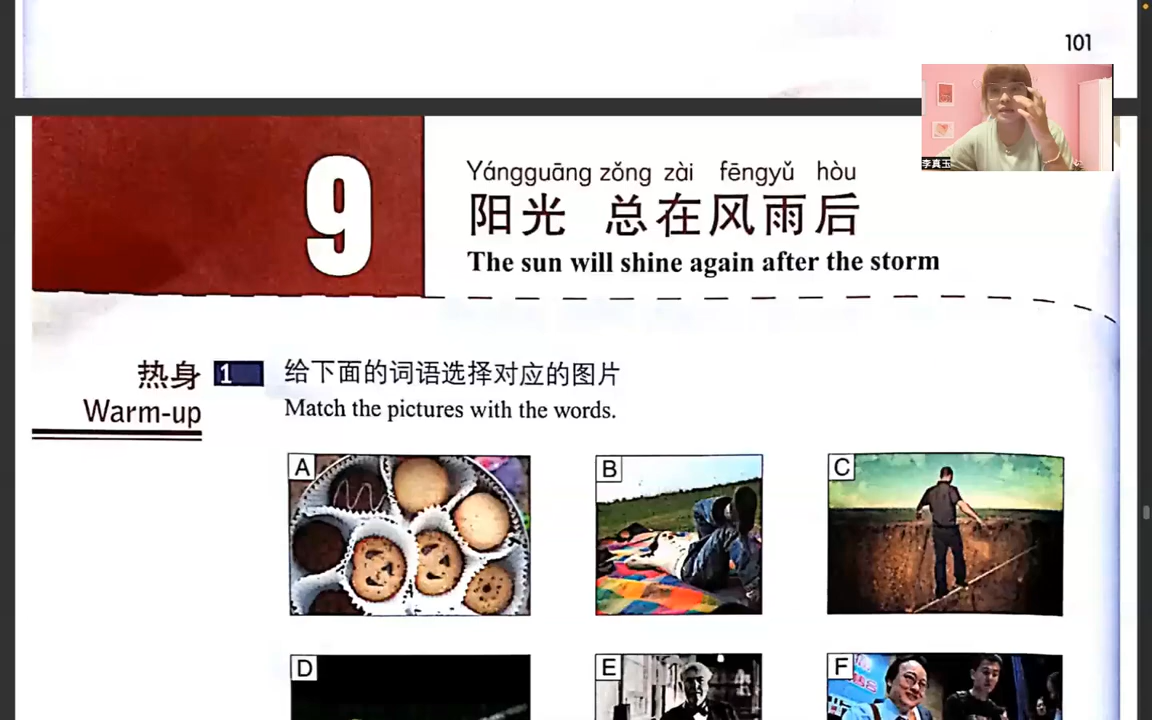 101
李真玉
9
Yángguāng zǒng zài fēngyǔ hòu
阳光 总在风雨后
The sun will shine again after the storm
热身
Warm-up
1
给下面的词语选择对应的图片
Match the pictures with the words.
A
B
C
D
E
F